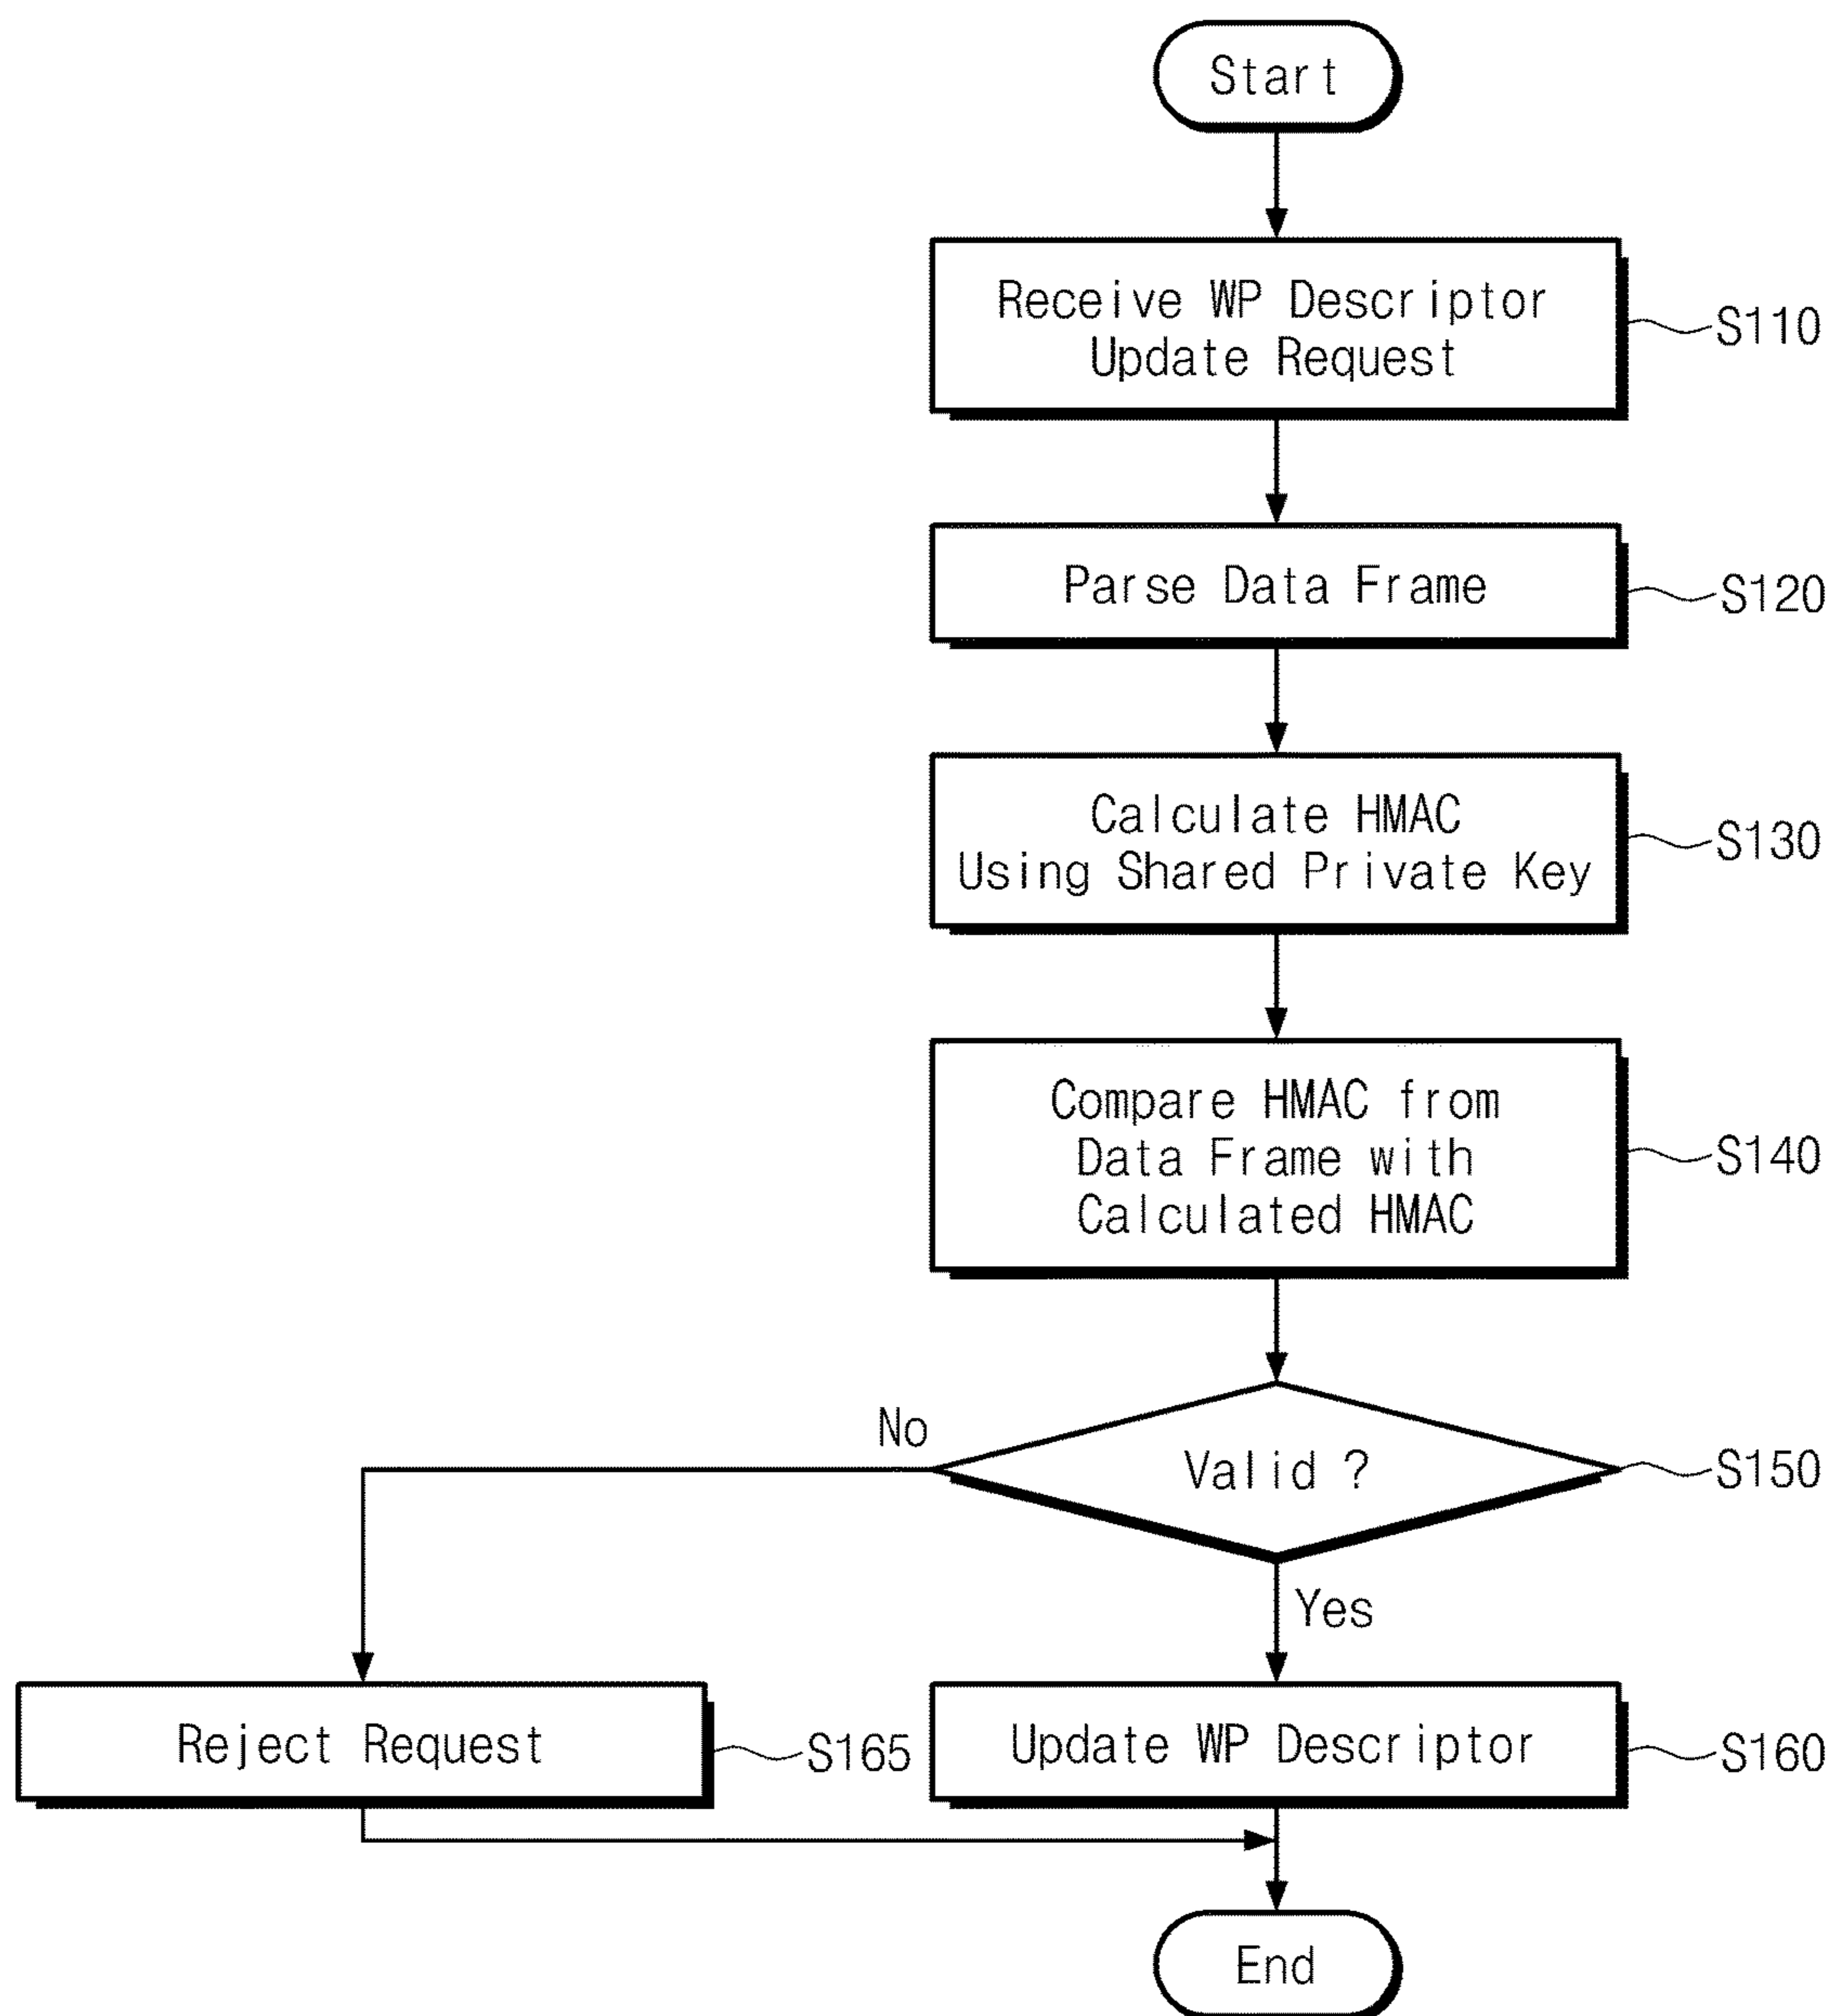 Start
Receive WP Descriptor
Update Request
S110
Parse Data Frame
S120
Calculate HMAC
Using Shared Private Key
S130
Compare HMAC from
Data Frame with
Calculated HMAC
S140
No
Valid ?
S150
Yes
Reject Request
S165
Update WP Descriptor
S160
End